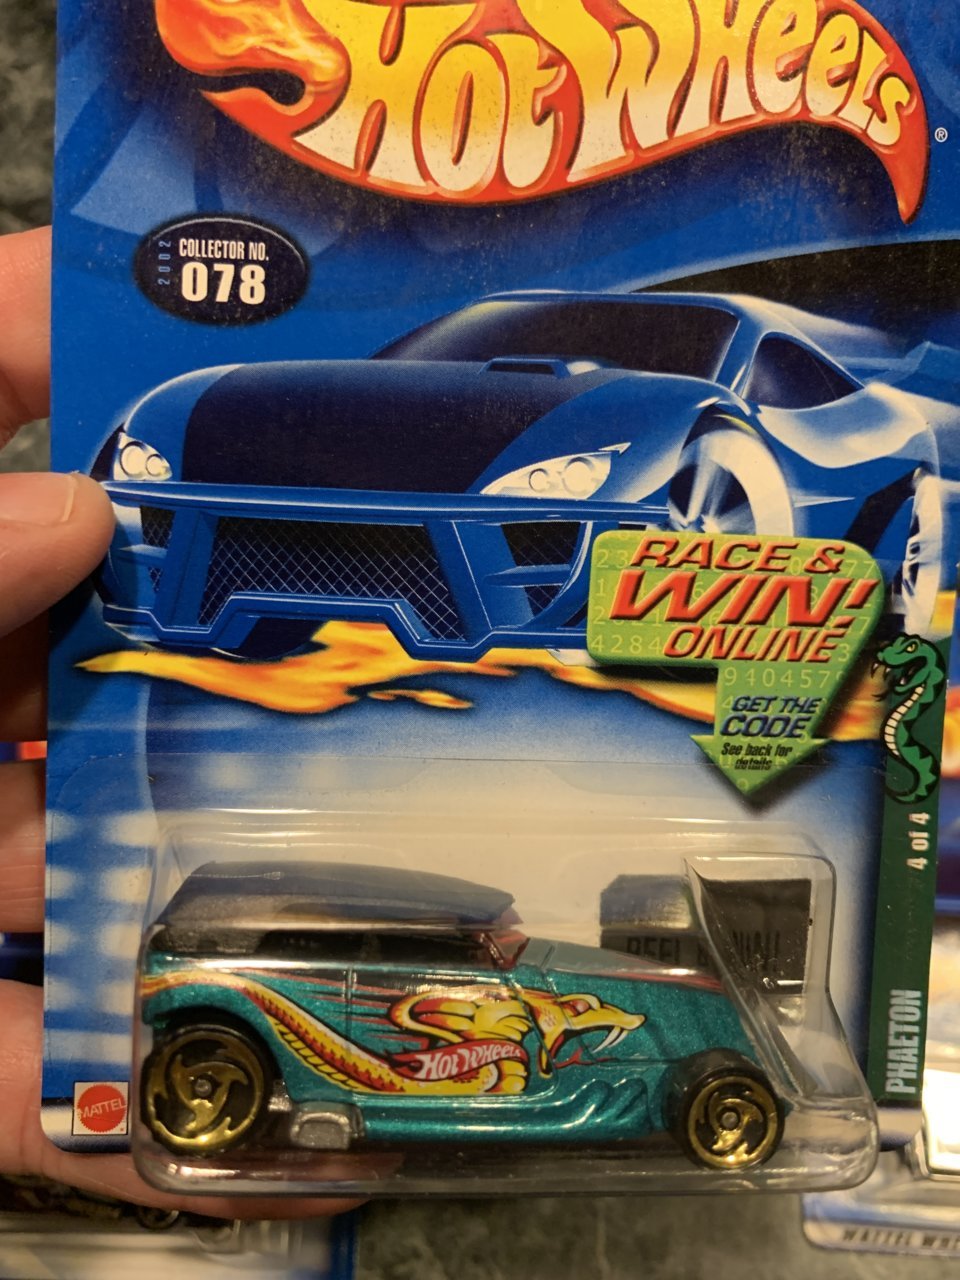 Hot Wheels
®
2002
COLLECTOR NO.
078
RACE &
WIN!
ONLINE
GET THE
CODE
See back for
details
4 of 4
PHAETON
HOT WHEELS
MATTEL